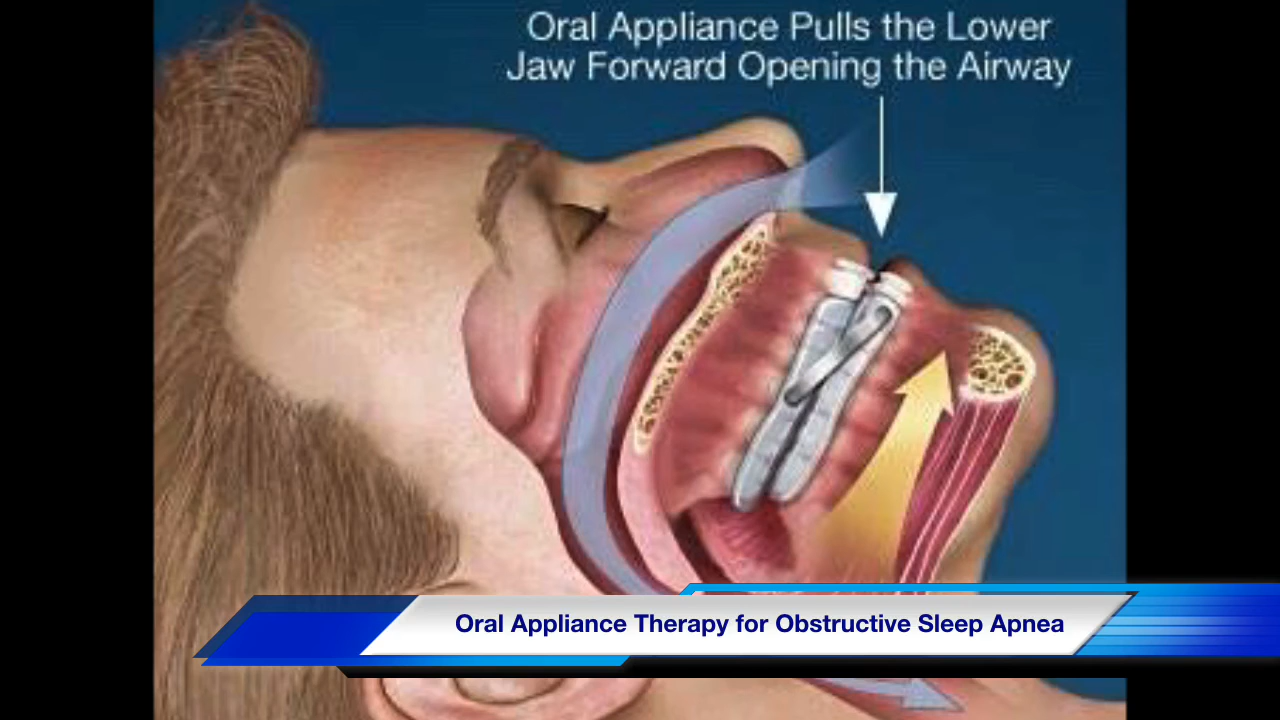 Oral Appliance Pulls the Lower
Jaw Forward Opening the Airway
Oral Appliance Therapy for Obstructive Sleep Apnea